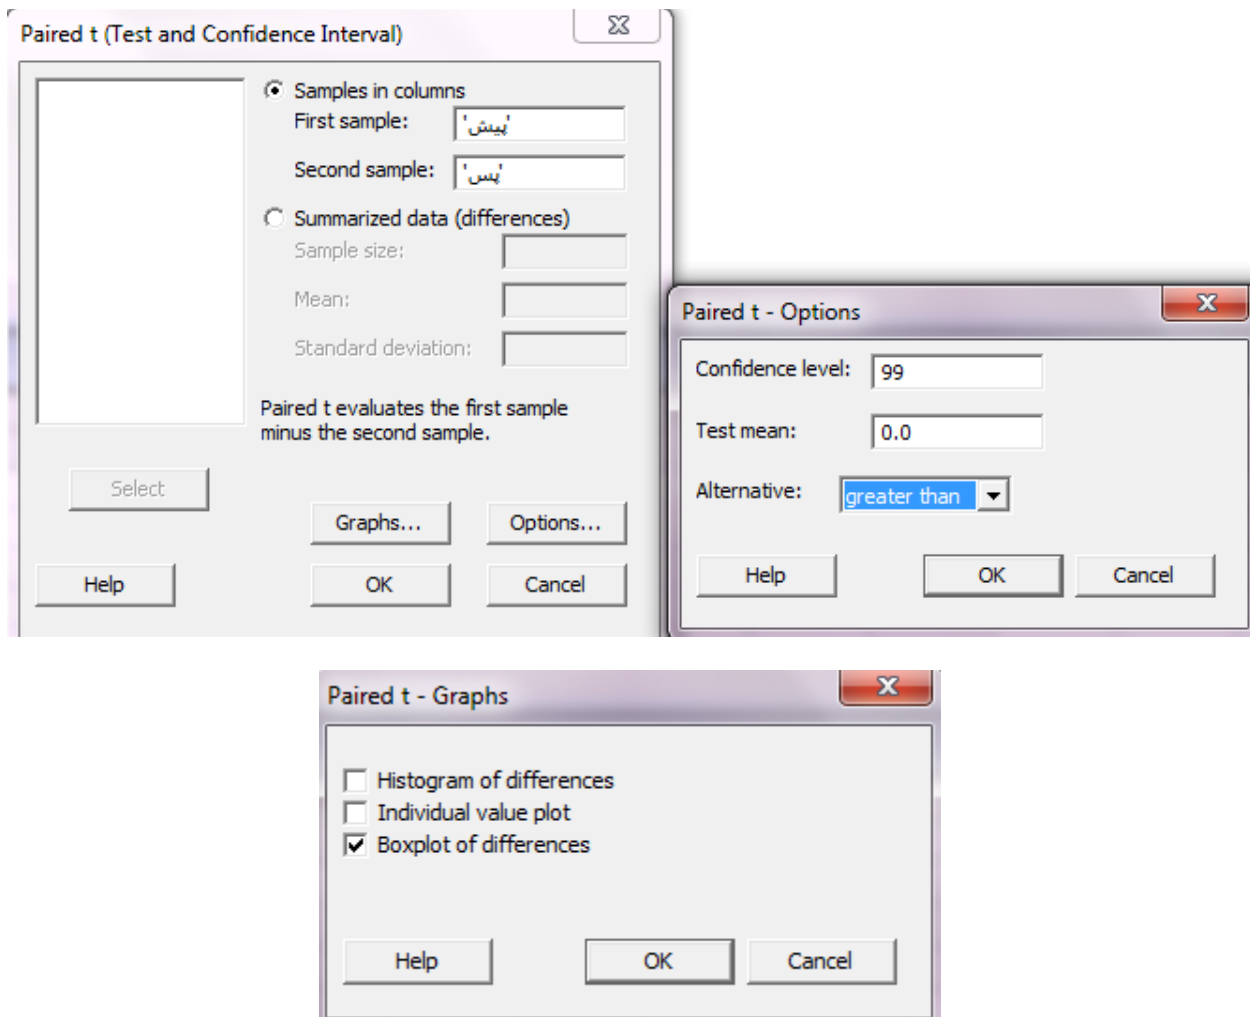 Paired t (Test and Confidence Interval)
Samples in columns
First sample: 'پیش'
Second sample: 'پس'
Summarized data (differences)
Sample size:
Mean:
Standard deviation:
Paired t evaluates the first sample
minus the second sample.
Select
Graphs... Options...
Help OK Cancel
Paired t - Options
Confidence level: 99
Test mean: 0.0
Alternative: greater than
Help OK Cancel
Paired t - Graphs
Histogram of differences
Individual value plot
Boxplot of differences
Help OK Cancel